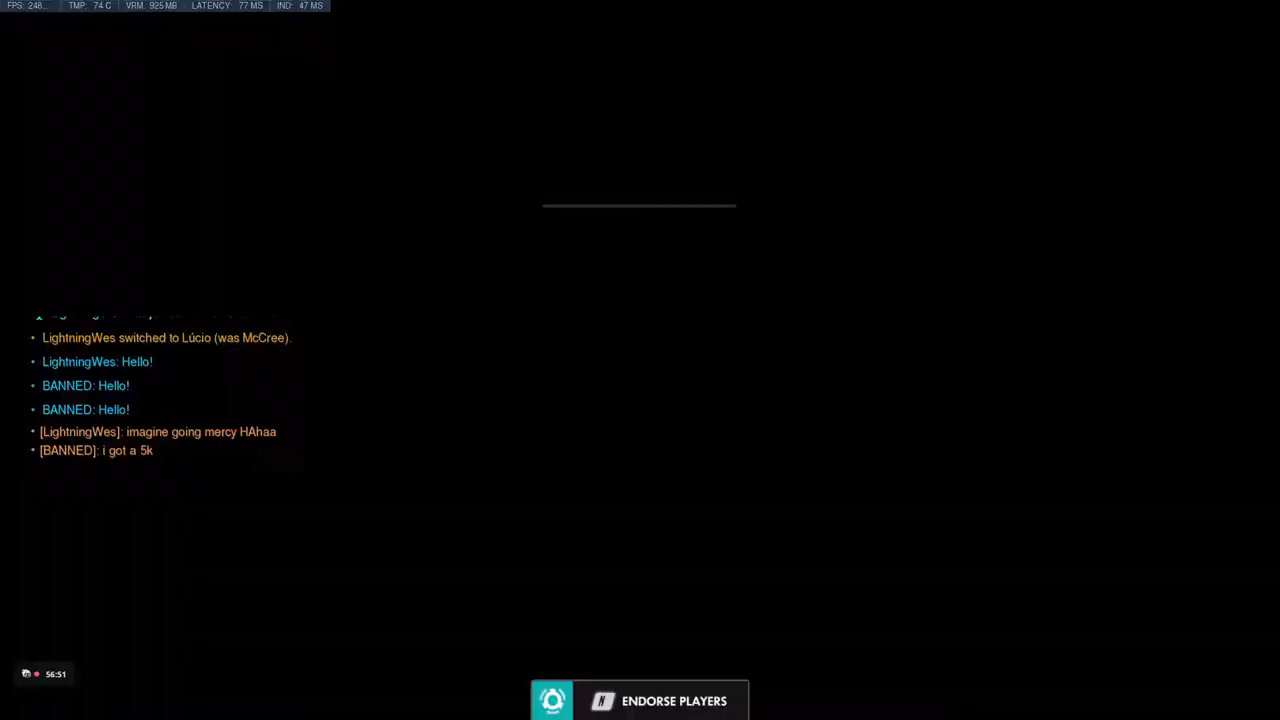 FPS: 248... TMP: 74 C VRM: 925 MB LATENCY: 77 MS IND: 47 MS
LightningWes switched to Lúcio (was McCree).
LightningWes: Hello!
BANNED: Hello!
BANNED: Hello!
[LightningWes]: imagine going mercy HAhaa
[BANNED]: i got a 5k
56:51
N ENDORSE PLAYERS